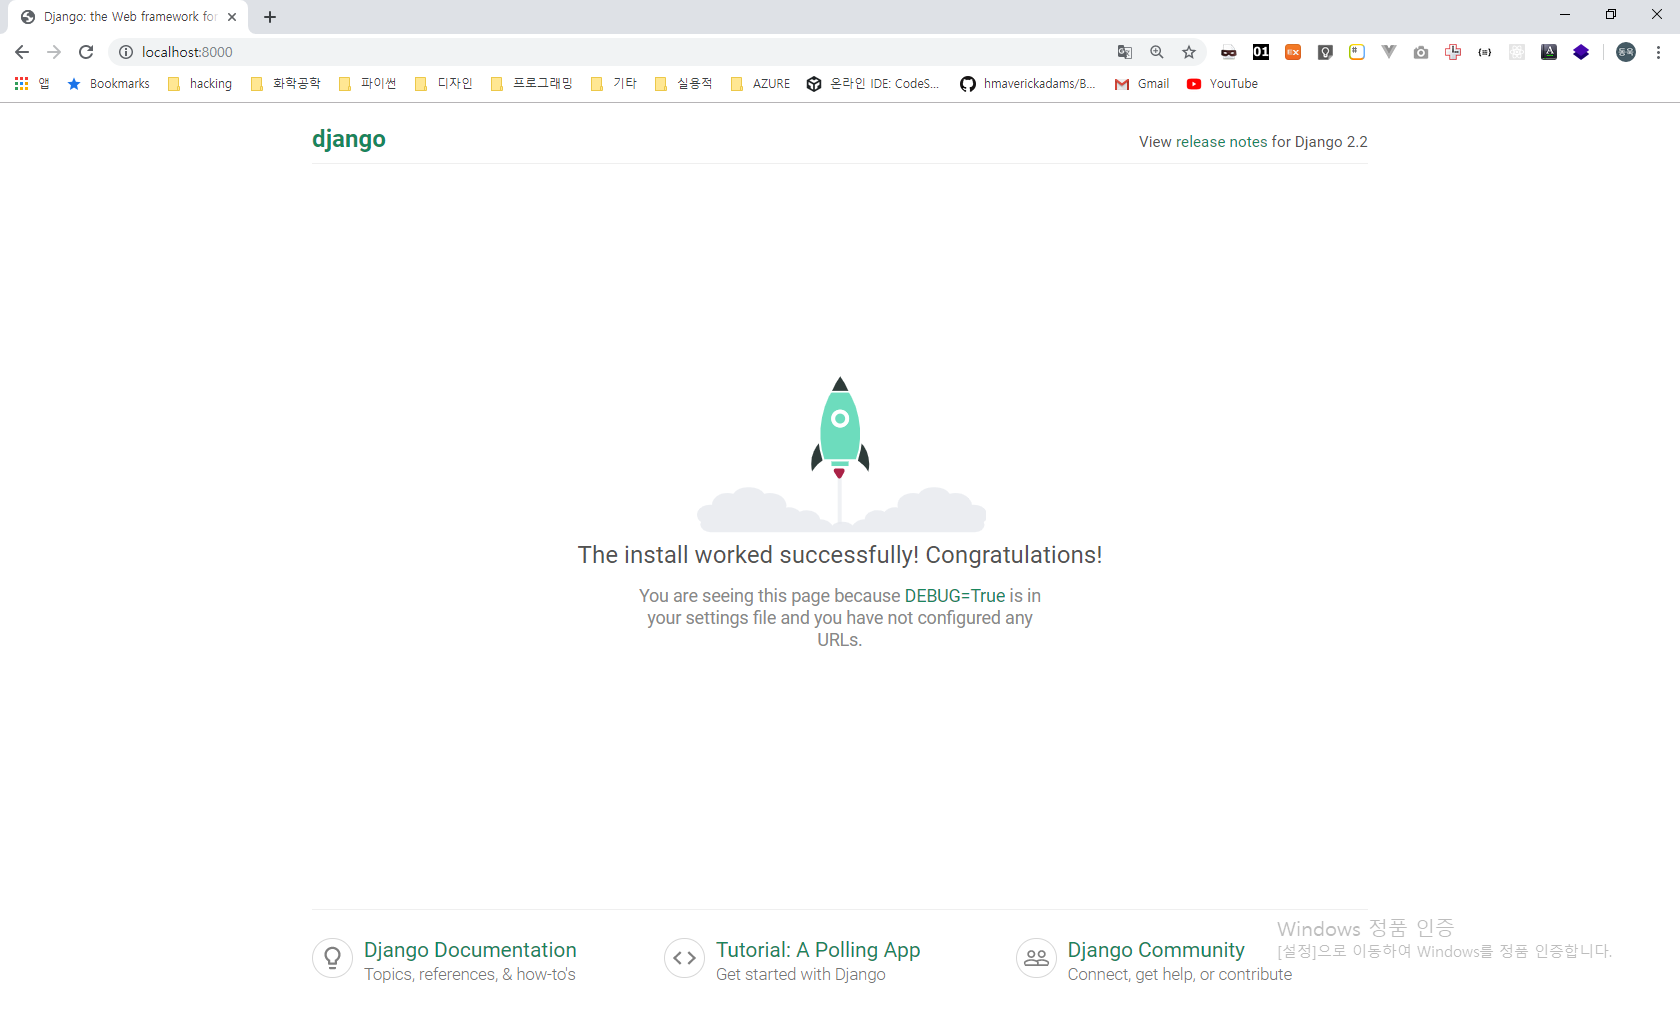 Django: the Web framework for
localhost:8000
01
동욱
앱 Bookmarks hacking 화학공학 파이썬 디자인 프로그래밍 기타 실용적 AZURE 온라인 IDE: CodeS... hmaverickadams/B... Gmail YouTube
django
View release notes for Django 2.2
The install worked successfully! Congratulations!
You are seeing this page because DEBUG=True is in
your settings file and you have not configured any
URLs.
Windows 정품 인증
[설정]으로 이동하여 Windows를 정품 인증합니다.
Django Documentation
Topics, references, & how-to's
Tutorial: A Polling App
Get started with Django
Django Community
Connect, get help, or contribute